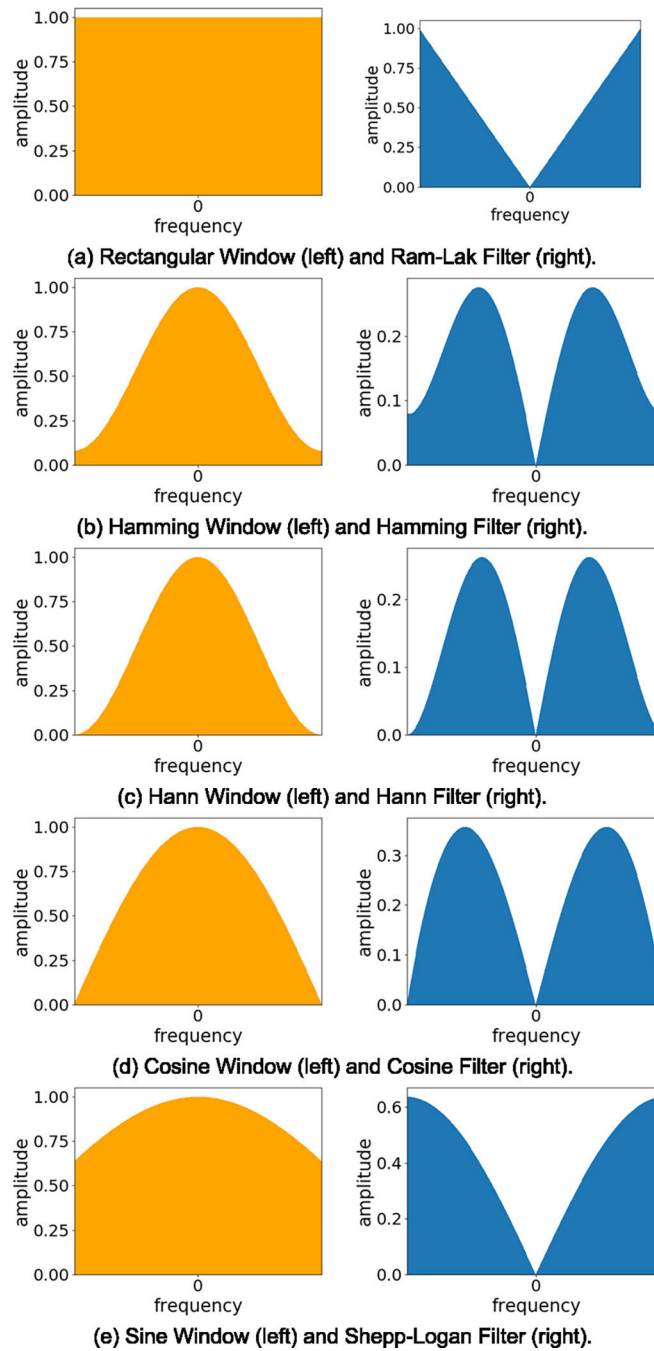 1.00
0.75
0.50
0.25
0.00
amplitude
0
frequency
1.00
0.75
0.50
0.25
0.00
amplitude
0
frequency
(a) Rectangular Window (left) and Ram-Lak Filter (right).
1.00
0.75
0.50
0.25
0.00
amplitude
0
frequency
0.2
0.1
0.0
amplitude
0
frequency
(b) Hamming Window (left) and Hamming Filter (right).
1.00
0.75
0.50
0.25
0.00
amplitude
0
frequency
0.2
0.1
0.0
amplitude
0
frequency
(c) Hann Window (left) and Hann Filter (right).
1.00
0.75
0.50
0.25
0.00
amplitude
0
frequency
0.3
0.2
0.1
0.0
amplitude
0
frequency
(d) Cosine Window (left) and Cosine Filter (right).
1.00
0.75
0.50
0.25
0.00
amplitude
0
frequency
0.6
0.4
0.2
0.0
amplitude
0
frequency
(e) Sine Window (left) and Shepp-Logan Filter (right).